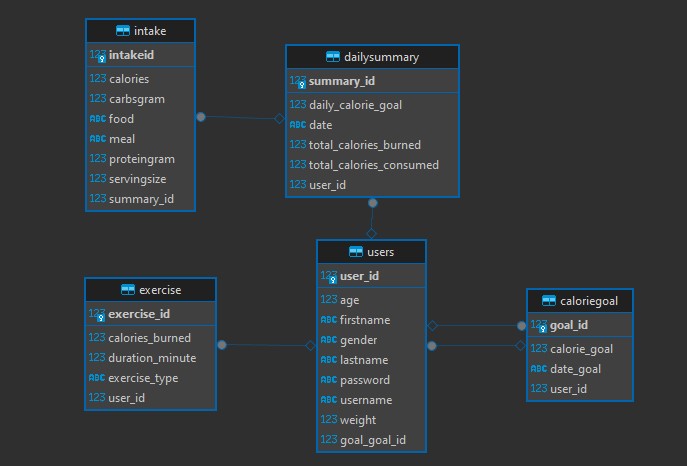 intake
123 intakeid
123 calories
123 carbsgram
ABC food
ABC meal
123 proteingram
123 servingsize
123 summary_id
dailysummary
123 summary_id
123 daily_calorie_goal
ABC date
123 total_calories_burned
123 total_calories_consumed
123 user_id
users
123 user_id
123 age
ABC firstname
ABC gender
ABC lastname
ABC password
ABC username
123 weight
123 goal_goal_id
exercise
123 exercise_id
123 calories_burned
123 duration_minute
ABC exercise_type
123 user_id
caloriegoal
123 goal_id
123 calorie_goal
ABC date_goal
123 user_id